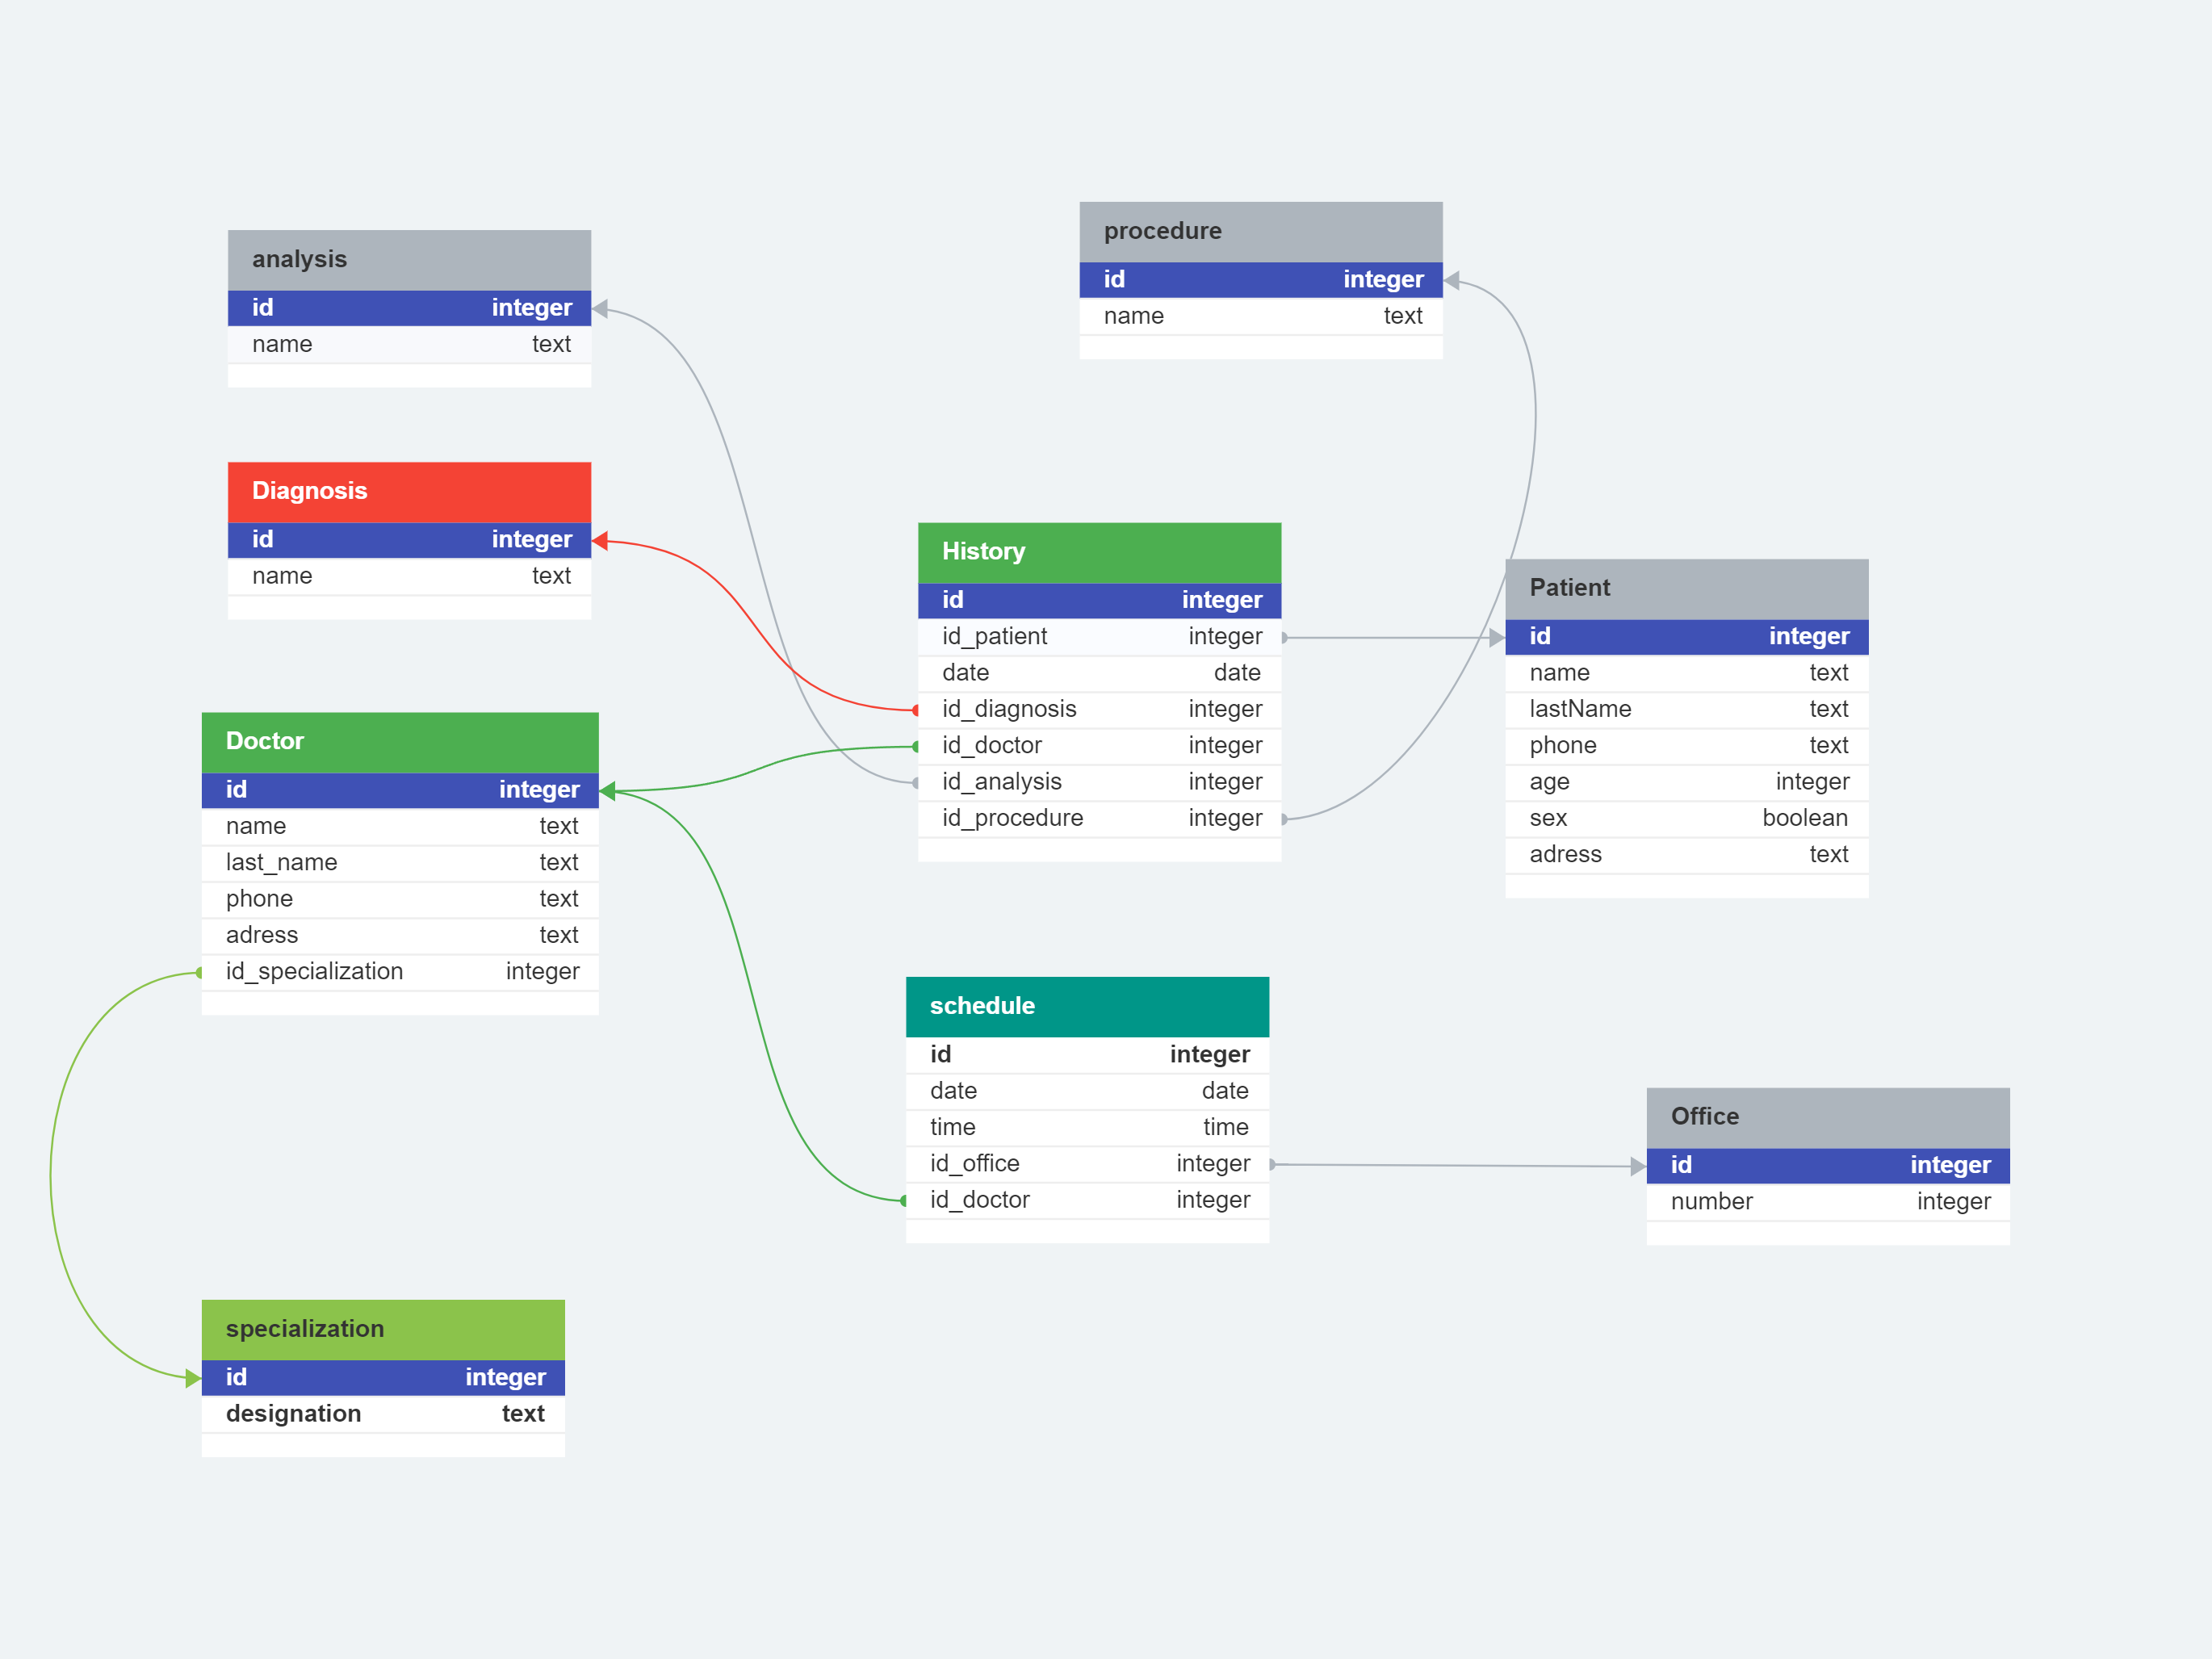 analysis
id integer
name text
procedure
id integer
name text
Diagnosis
id integer
name text
History
id integer
id_patient integer
date date
id_diagnosis integer
id_doctor integer
id_analysis integer
id_procedure integer
Patient
id integer
name text
lastName text
phone text
age integer
sex boolean
adress text
Doctor
id integer
name text
last_name text
phone text
adress text
id_specialization integer
schedule
id integer
date date
time time
id_office integer
id_doctor integer
Office
id integer
number integer
specialization
id integer
designation text